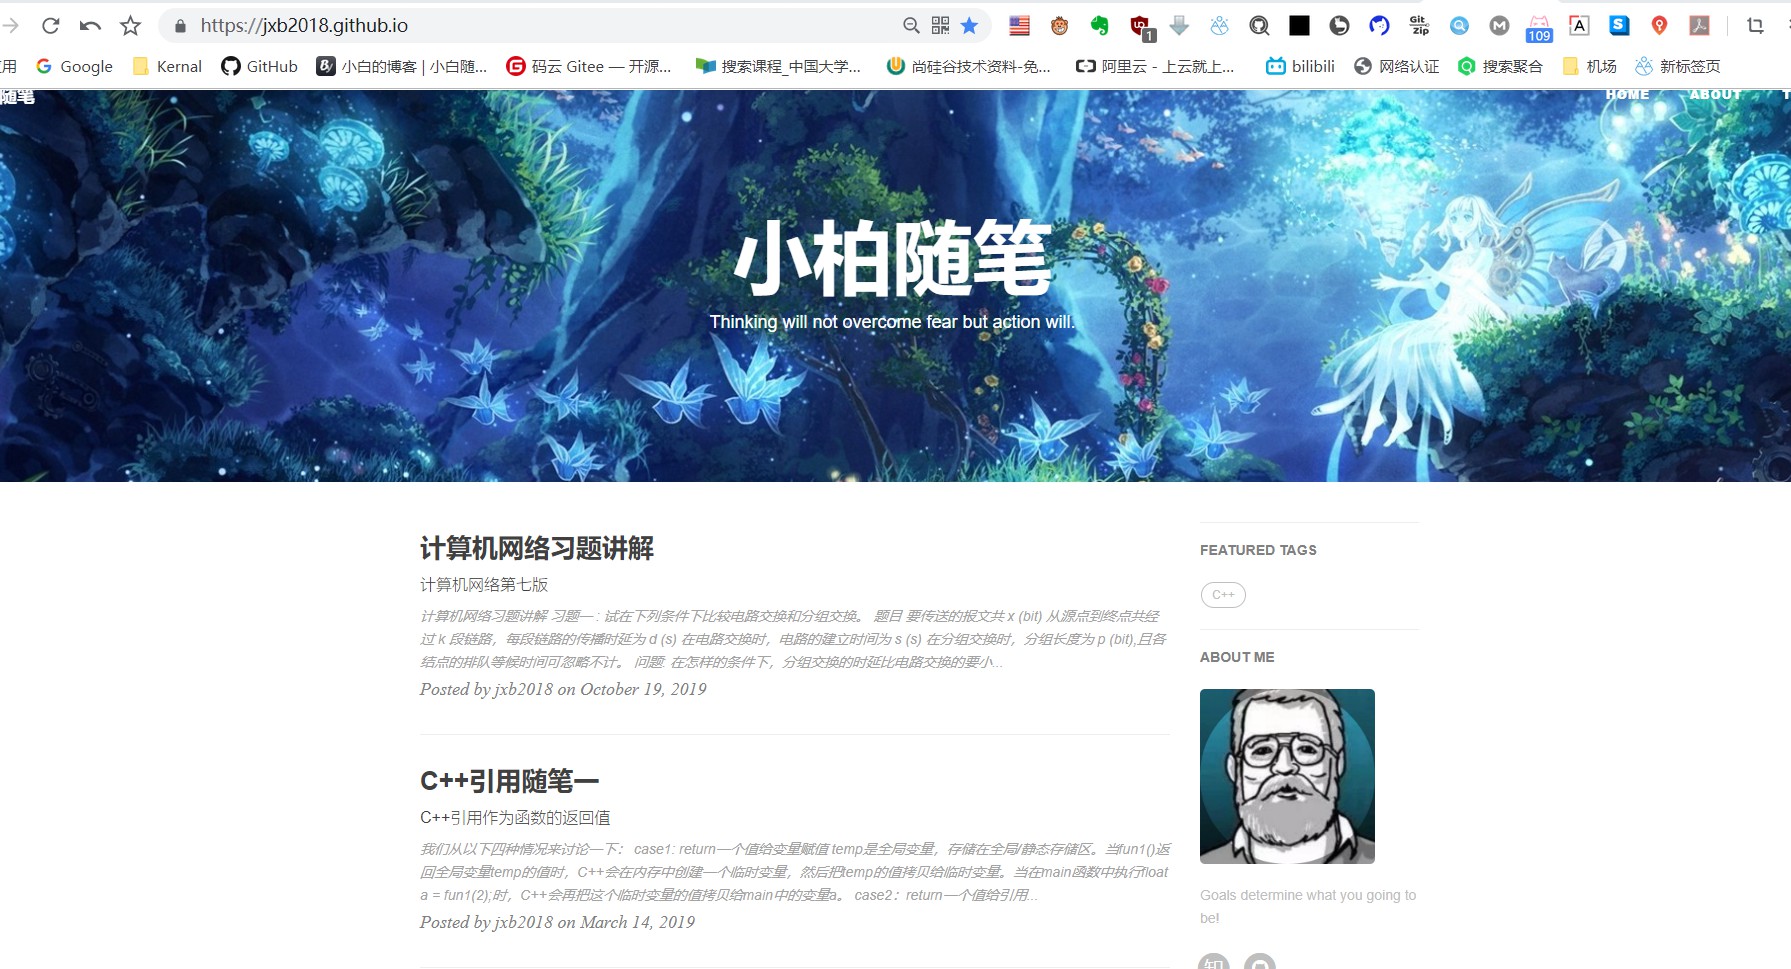 https://jxb2018.github.io
1
Git
zip
109
用
Google
Kernal
GitHub
小白的博客 | 小白随...
码云 Gitee — 开源...
搜索课程_中国大学...
尚硅谷技术资料-免...
阿里云 - 上云就上...
bilibili
网络认证
搜索聚合
机场
新标签页
随笔
HOME
ABOUT
T
小柏随笔
Thinking will not overcome fear but action will.
计算机网络习题讲解
计算机网络第七版
计算机网络习题讲解 习题一 : 试在下列条件下比较电路交换和分组交换。 题目 要传送的报文共 x (bit) 从源点到终点共经
过 k 段链路，每段链路的传播时延为 d (s) 在电路交换时，电路的建立时间为 s (s) 在分组交换时，分组长度为 p (bit),且各
结点的排队等候时间可忽略不计。 问题: 在怎样的条件下，分组交换的时延比电路交换的要小...
Posted by jxb2018 on October 19, 2019
C++引用随笔一
C++引用作为函数的返回值
我们从以下四种情况来讨论一下： case1: return一个值给变量赋值 temp是全局变量，存储在全局/静态存储区。当fun1()返
回全局变量temp的值时，C++会在内存中创建一个临时变量，然后把temp的值拷贝给临时变量。当在main函数中执行float
a = fun1(2);时，C++会再把这个临时变量的值拷贝给main中的变量a。 case2：return一个值给引用...
Posted by jxb2018 on March 14, 2019
FEATURED TAGS
C++
ABOUT ME
Goals determine what you going to
be!
知